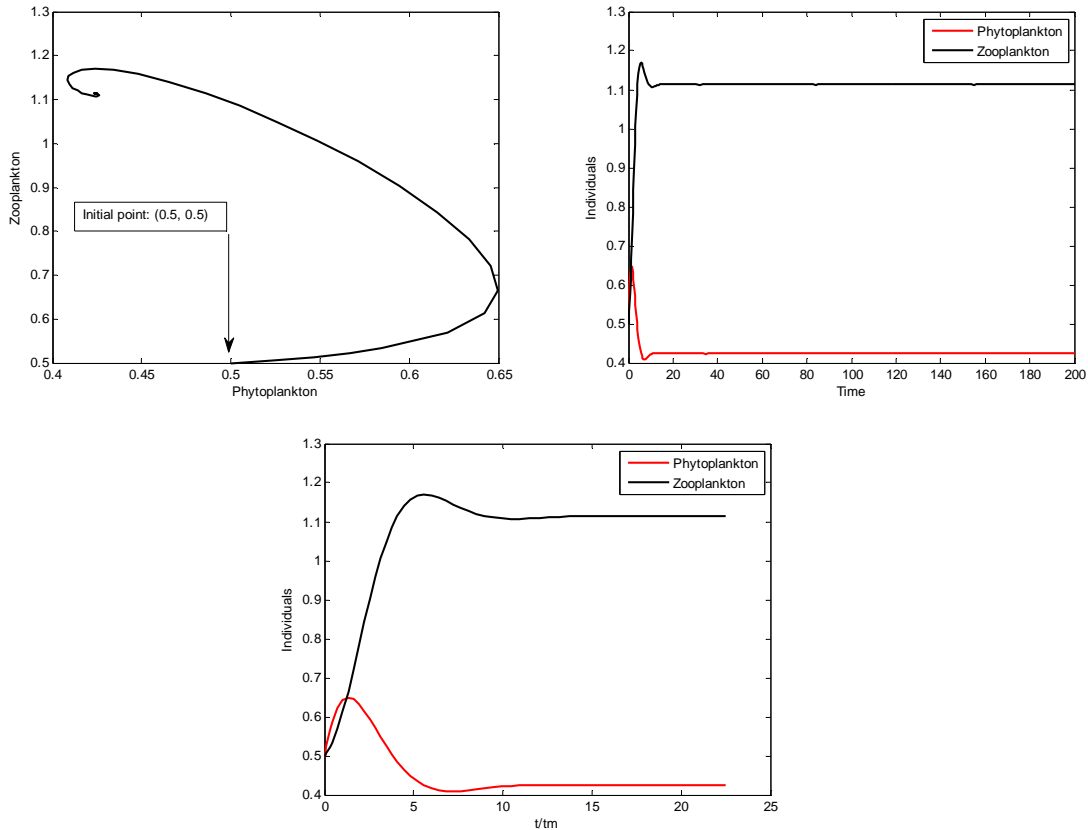 1.3
1.2
1.1
1
0.9
0.8
0.7
0.6
0.5
Zooplankton
Initial point: (0.5, 0.5)
0.4 0.45 0.5 0.55 0.6 0.65
Phytoplankton
1.3
1.2
1.1
1
0.9
0.8
0.7
0.6
0.5
0.4
Individuals
Phytoplankton
Zooplankton
0 20 40 60 80 100 120 140 160 180 200
Time
1.3
1.2
1.1
1
0.9
0.8
0.7
0.6
0.5
0.4
Individuals
Phytoplankton
Zooplankton
0 5 10 15 20 25
t/tm